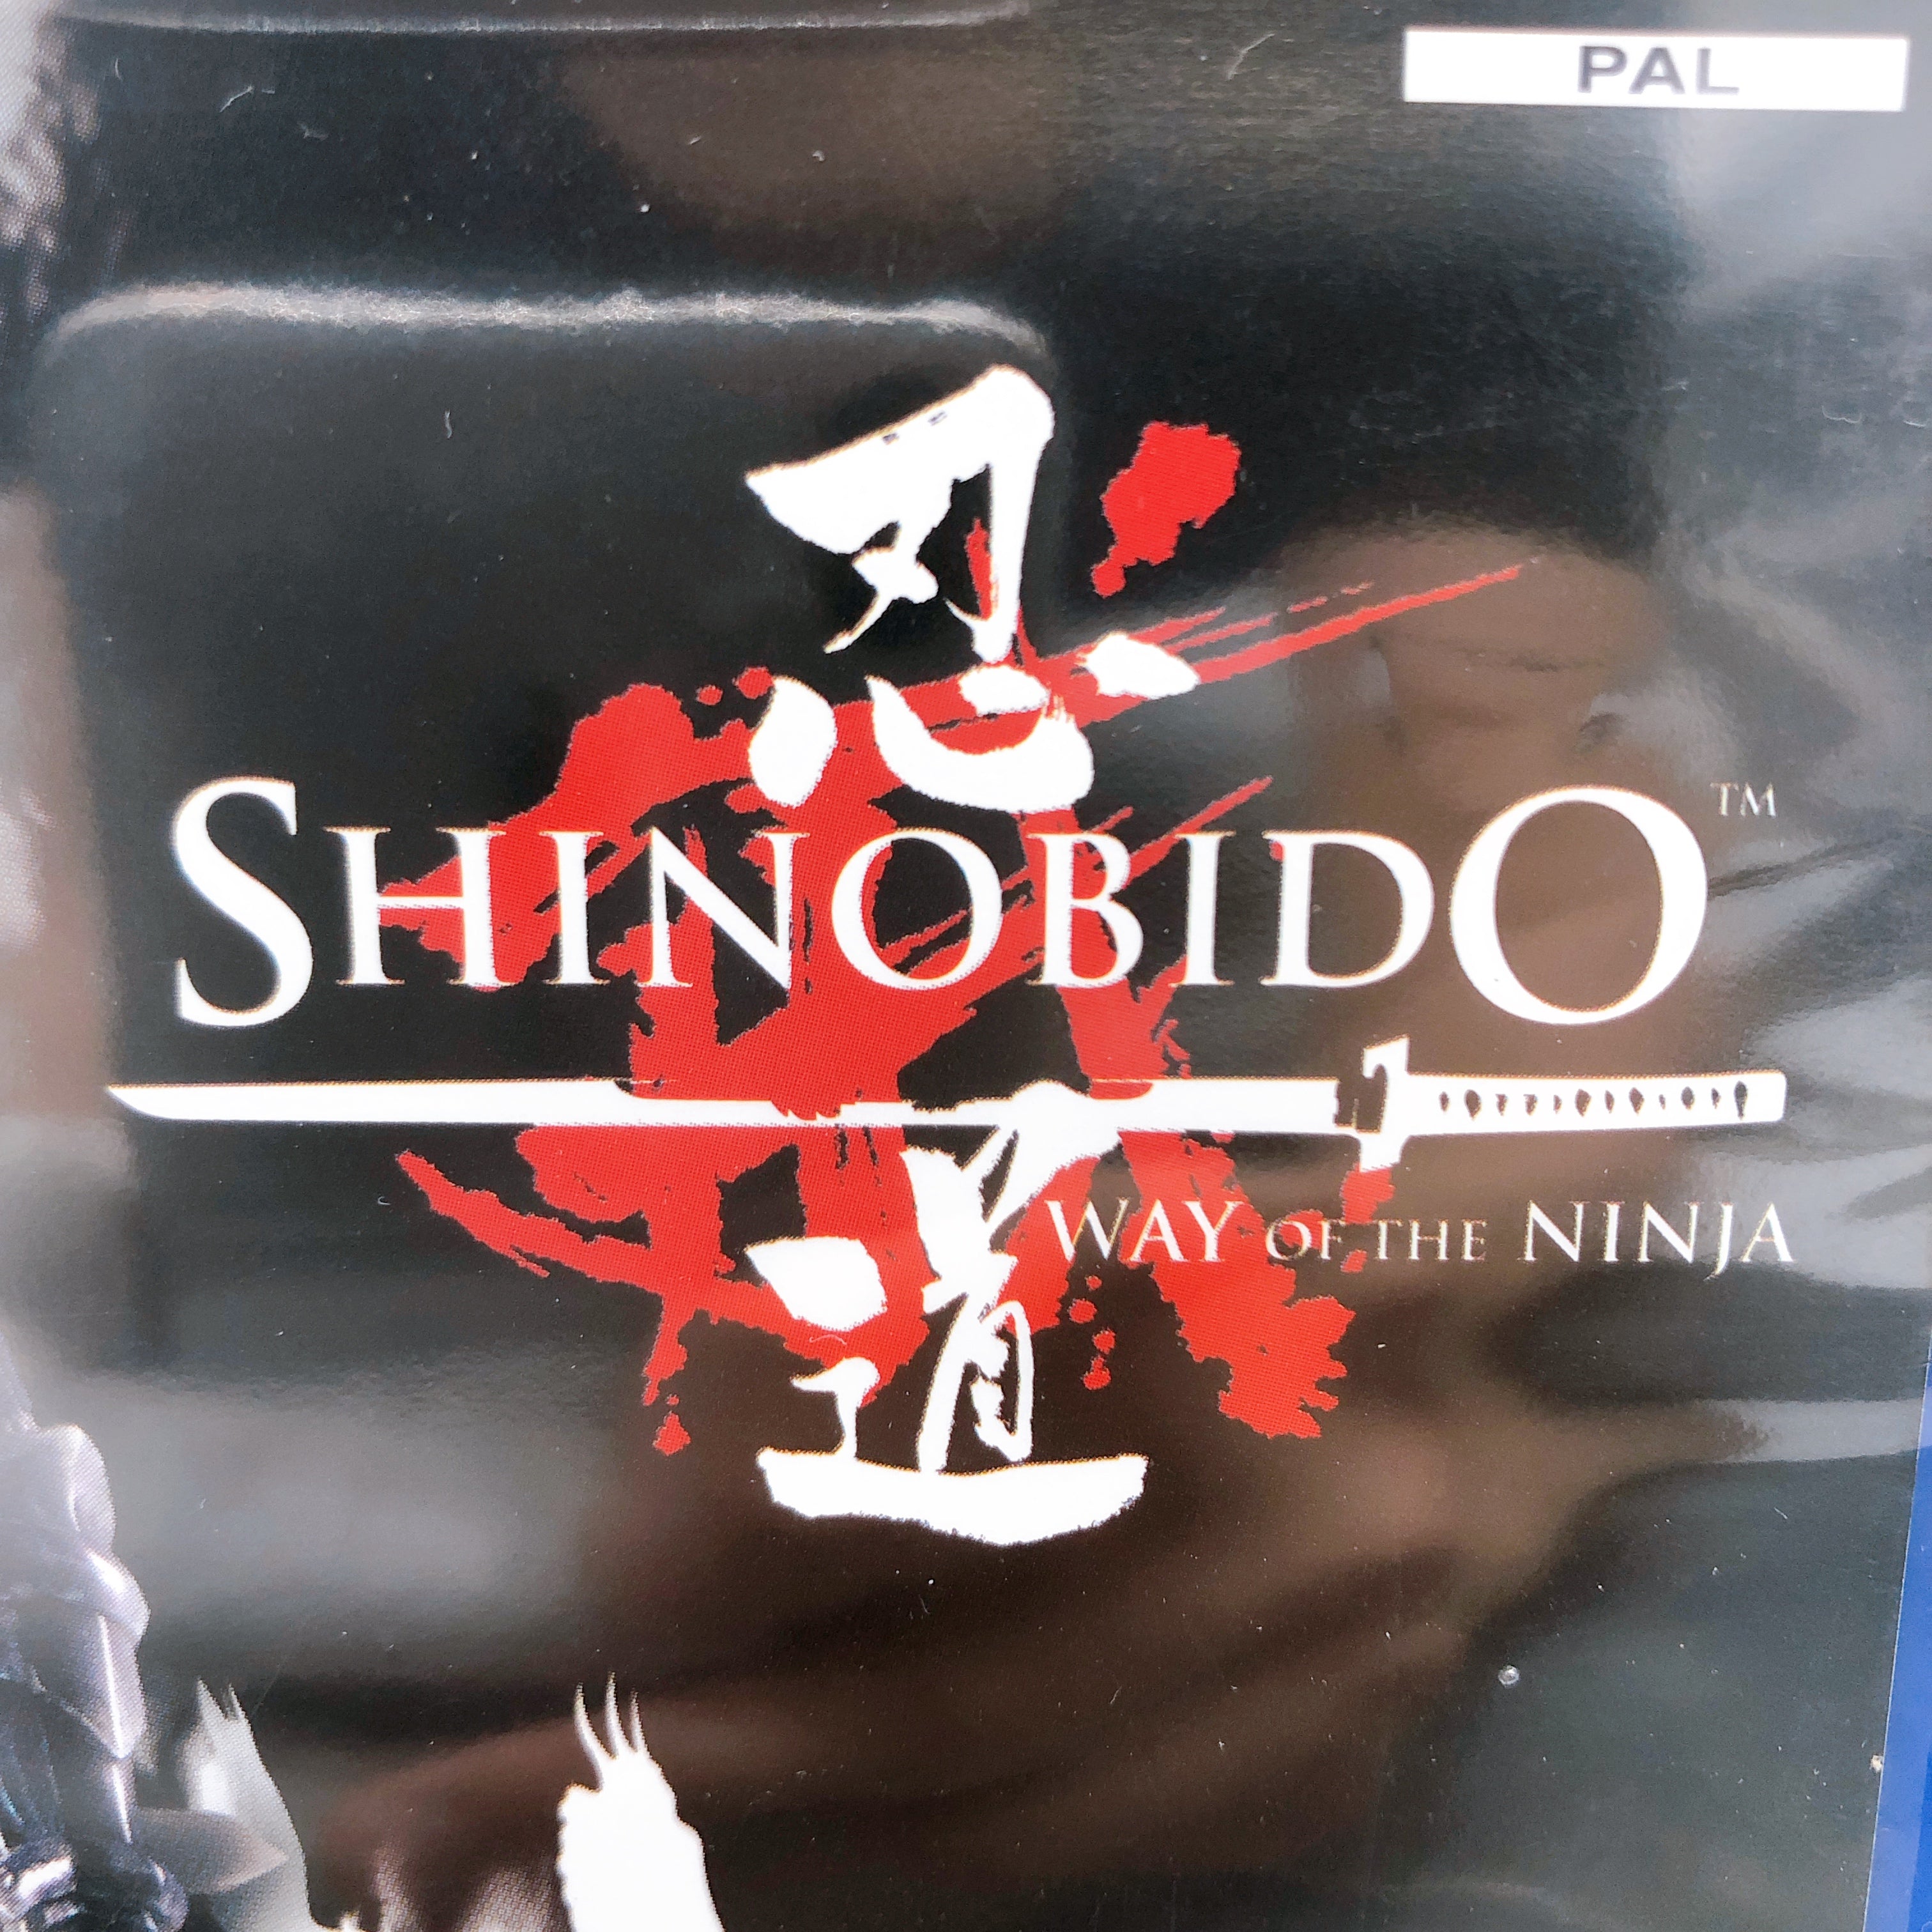 PAL
忍
SHINOBIDO™
道
WAY OF THE NINJA